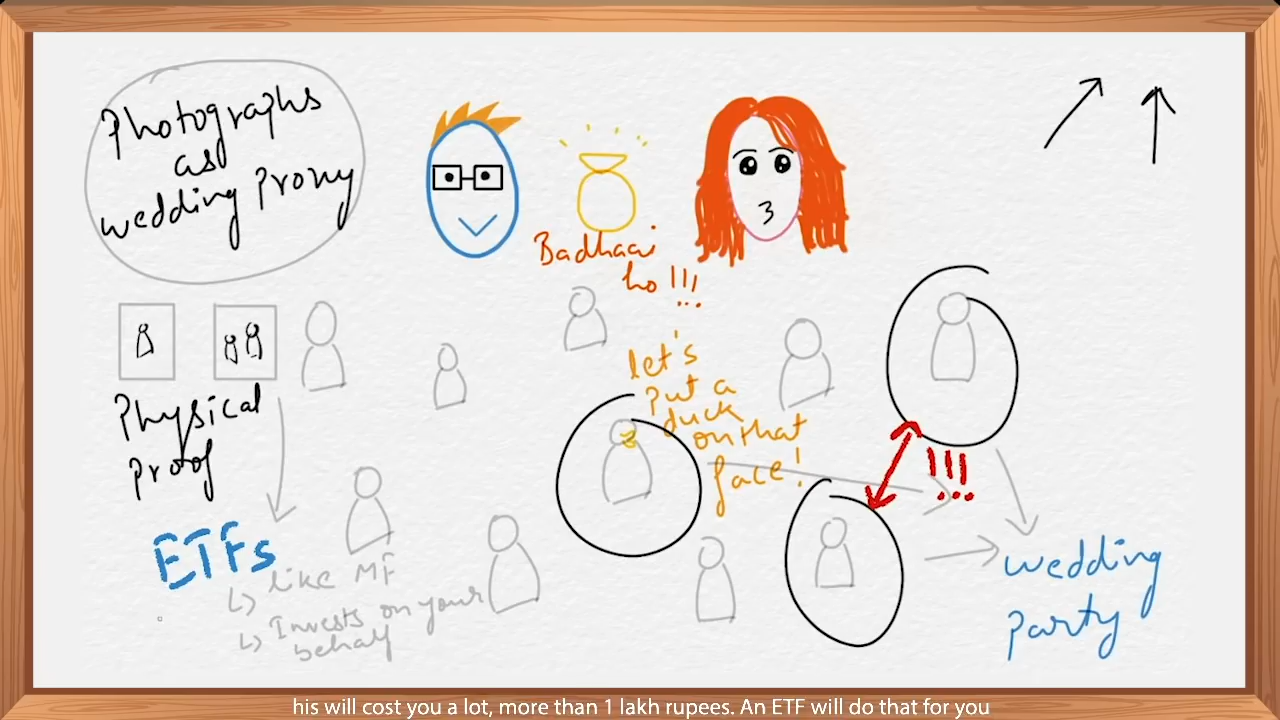 Photographs
as
wedding Proxy
Badhaai
ho !!!
let's
Put a
duck
on that
face!
Physical
Proof
!!!
ETFs
↳ like MF
↳ Invests on your
behalf
wedding
Party
his will cost you a lot, more than 1 lakh rupees. An ETF will do that for you